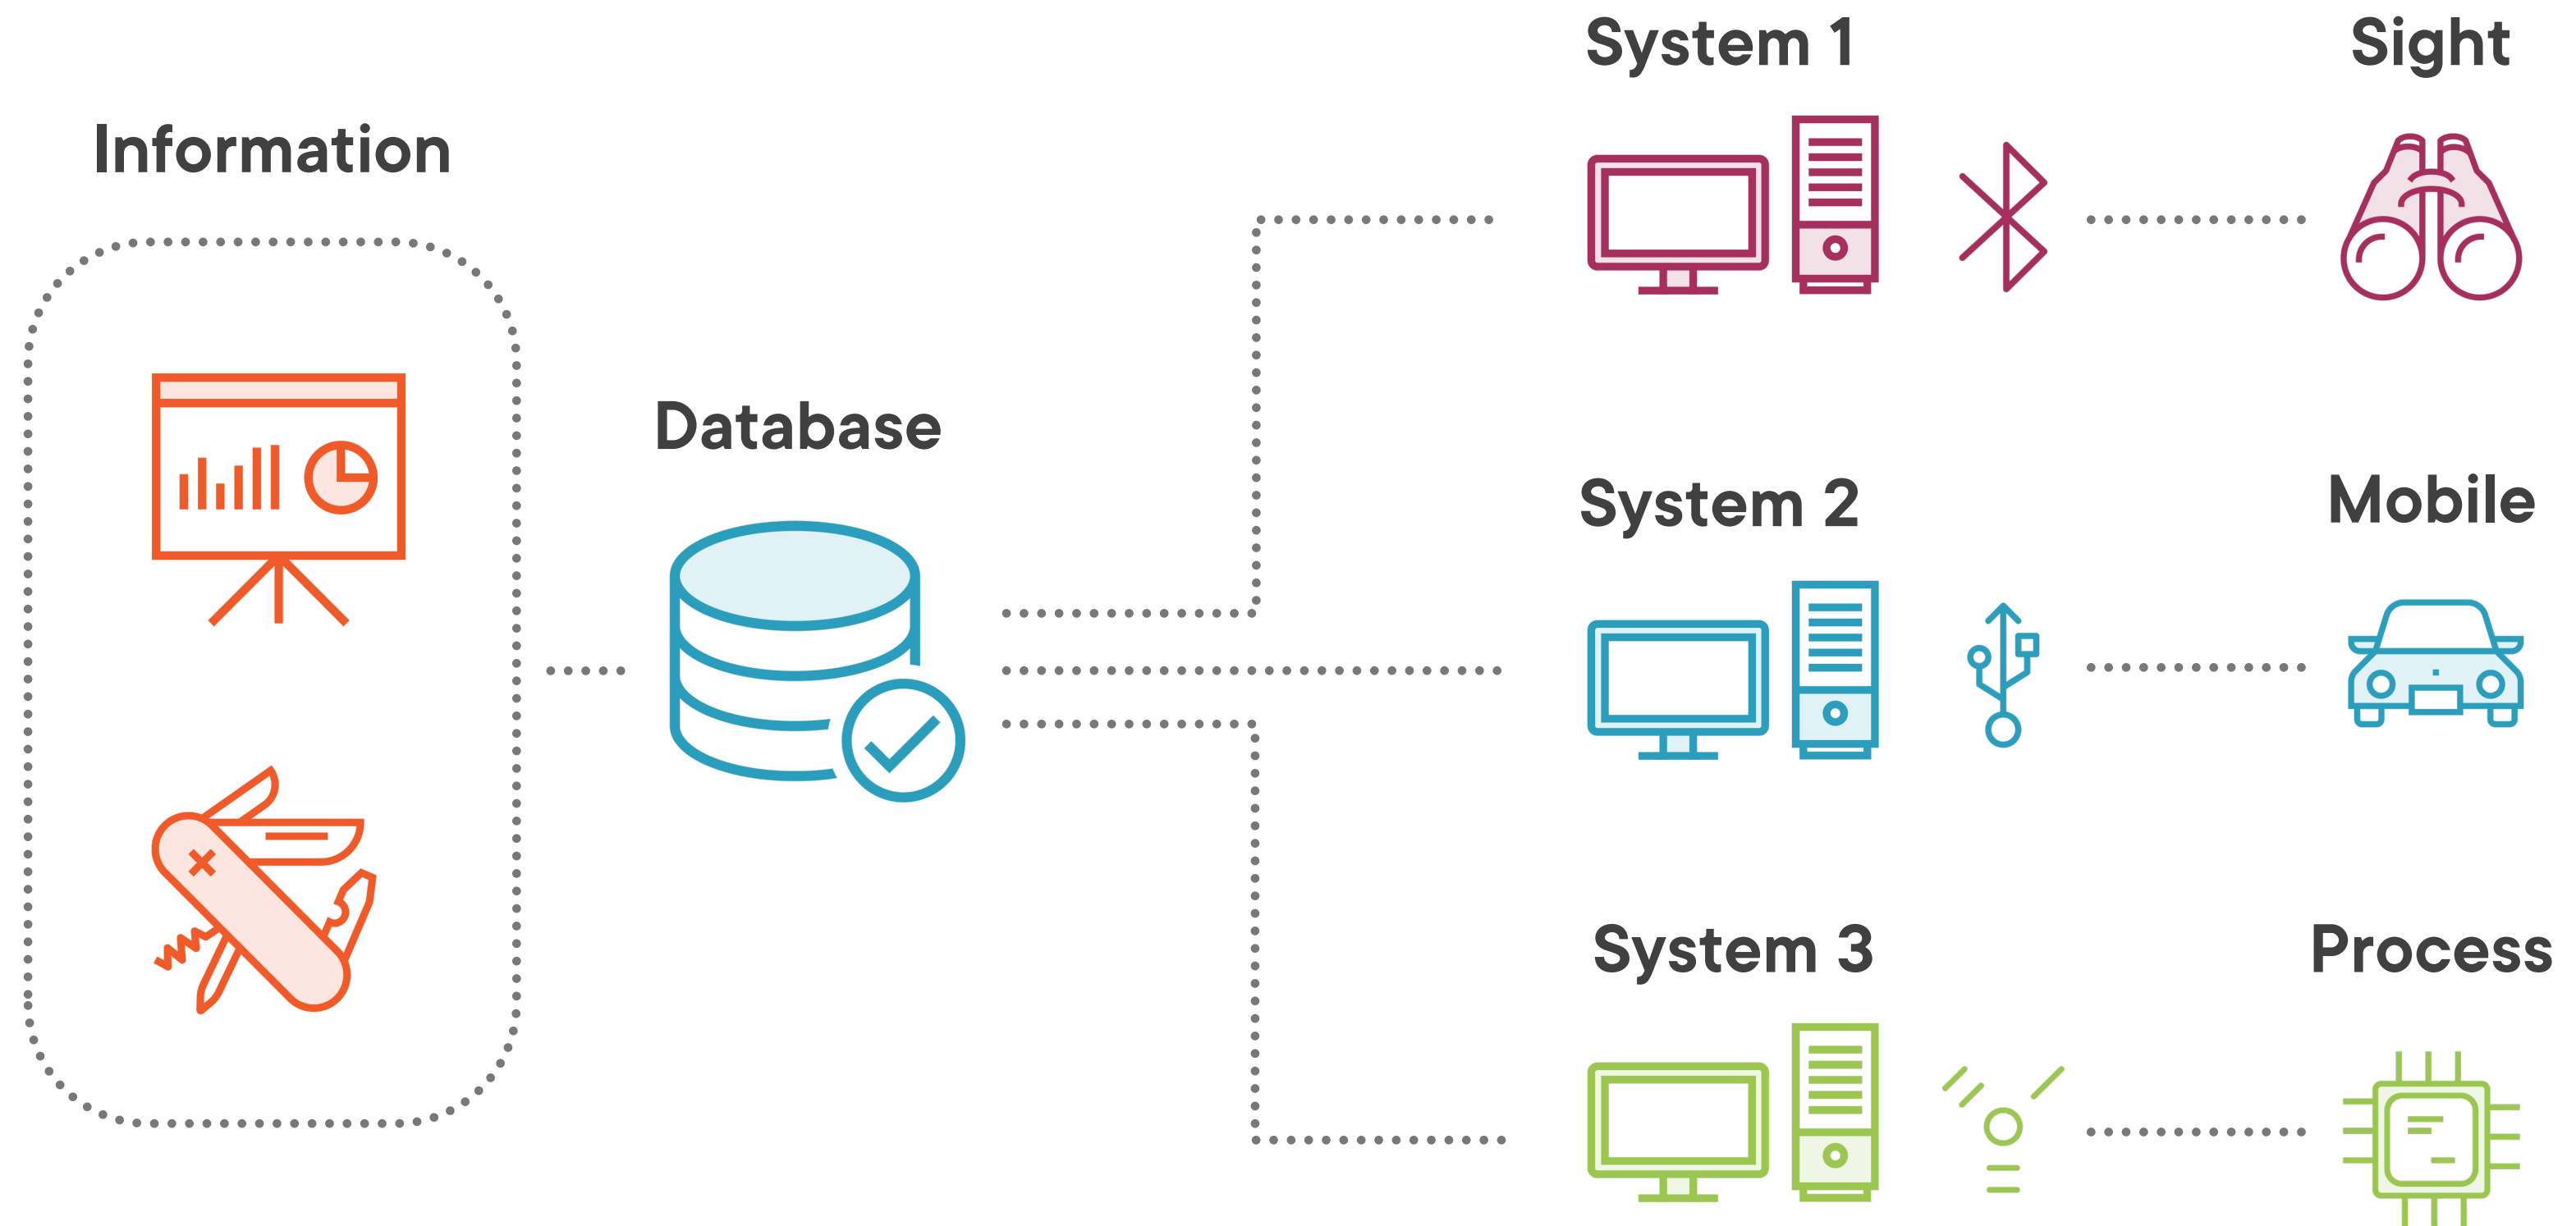 Information
Database
System 1
Sight
System 2
Mobile
System 3
Process